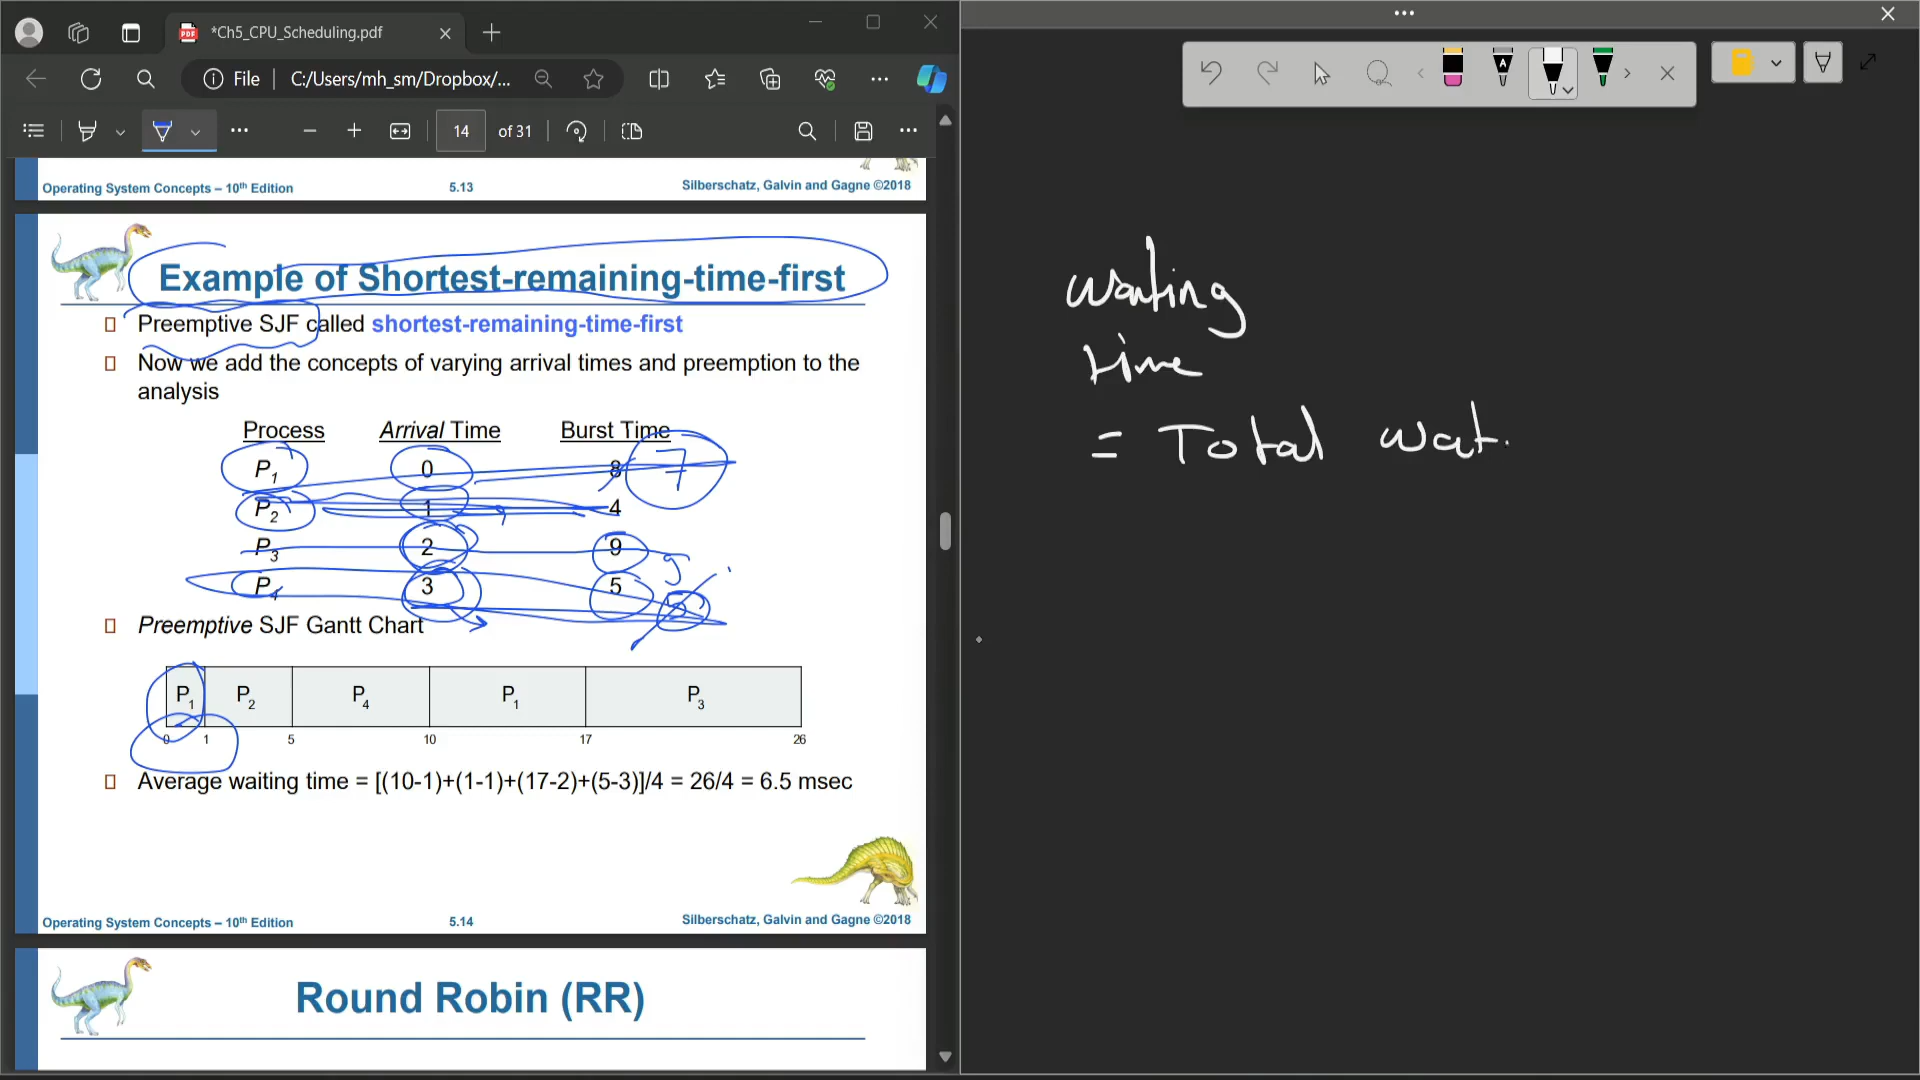 *Ch5_CPU_Scheduling.pdf
File
C:/Users/mh_sm/Dropbox/...
14 of 31
Operating System Concepts – 10th Edition 5.13 Silberschatz, Galvin and Gagne ©2018
Example of Shortest-remaining-time-first
Preemptive SJF called shortest-remaining-time-first
Now we add the concepts of varying arrival times and preemption to the
analysis
Process Arrival Time Burst Time
P1 0 8 7
P2 1 4
P3 2 9 9
P4 3 5 5
Preemptive SJF Gantt Chart
P1 P2 P4 P1 P3
0 1 5 10 17 26
Average waiting time = [(10-1)+(1-1)+(17-2)+(5-3)]/4 = 26/4 = 6.5 msec
Operating System Concepts – 10th Edition 5.14 Silberschatz, Galvin and Gagne ©2018
Round Robin (RR)
waiting
time
= Total wat.